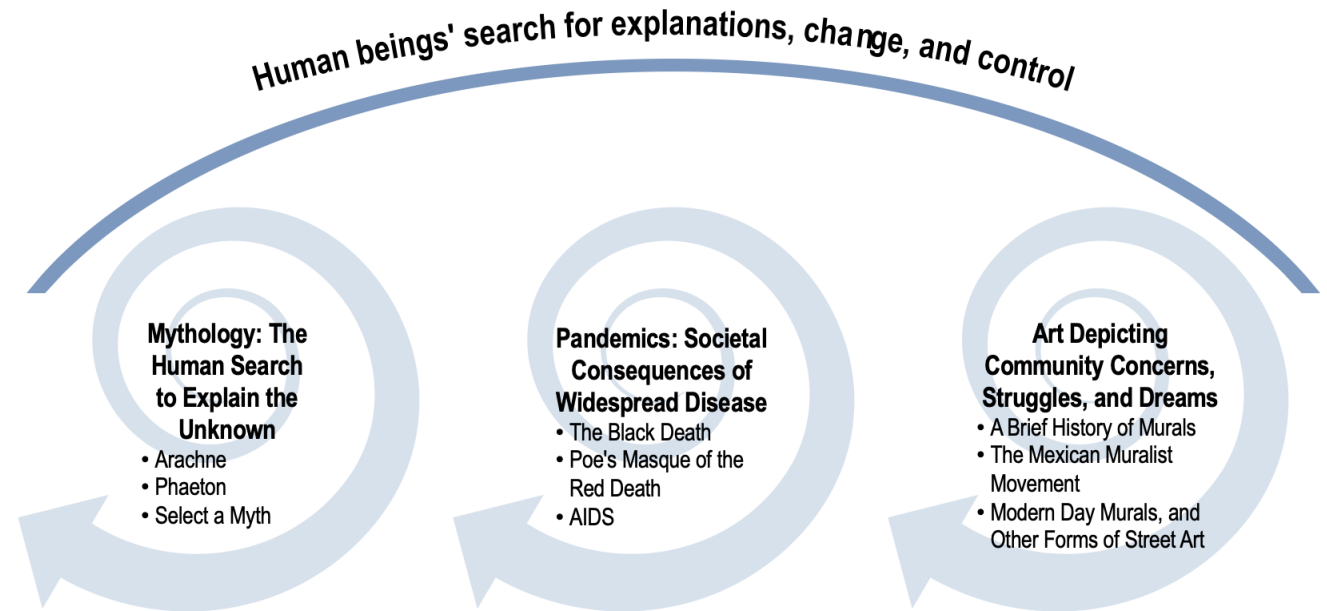 Human beings' search for explanations, change, and control
Mythology: The
Human Search
to Explain the
Unknown
• Arachne
• Phaeton
• Select a Myth
Pandemics: Societal
Consequences of
Widespread Disease
• The Black Death
• Poe's Masque of the
Red Death
• AIDS
Art Depicting
Community Concerns,
Struggles, and Dreams
• A Brief History of Murals
• The Mexican Muralist
Movement
• Modern Day Murals, and
Other Forms of Street Art